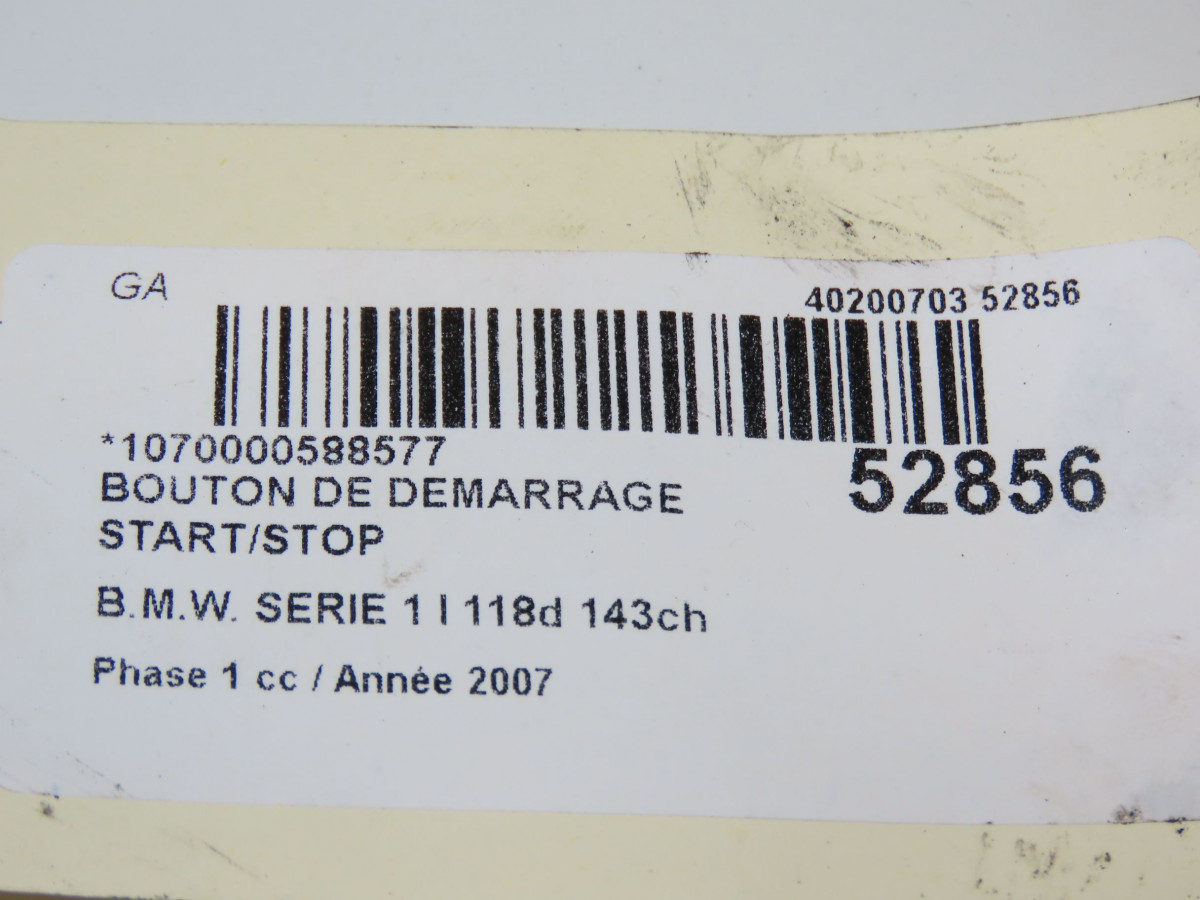 GA
40200703 52856
*1070000588577
52856
BOUTON DE DEMARRAGE
START/STOP
B.M.W. SERIE 1 I 118d 143ch
Phase 1 cc / Année 2007